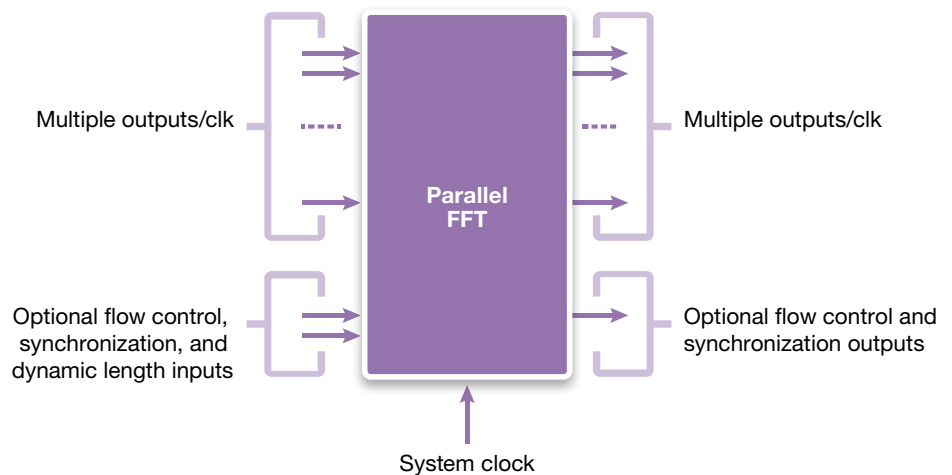 Multiple outputs/clk
Multiple outputs/clk
Parallel
FFT
Optional flow control,
synchronization, and
dynamic length inputs
Optional flow control and
synchronization outputs
System clock